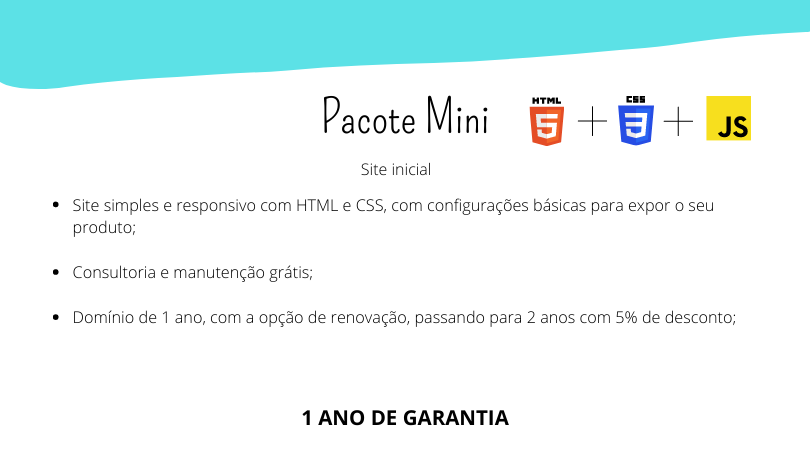 Pacote Mini
HTML
5
CSS
3
JS
Site inicial
Site simples e responsivo com HTML e CSS, com configurações básicas para expor o seu
produto;
Consultoria e manutenção grátis;
Domínio de 1 ano, com a opção de renovação, passando para 2 anos com 5% de desconto;
1 ANO DE GARANTIA